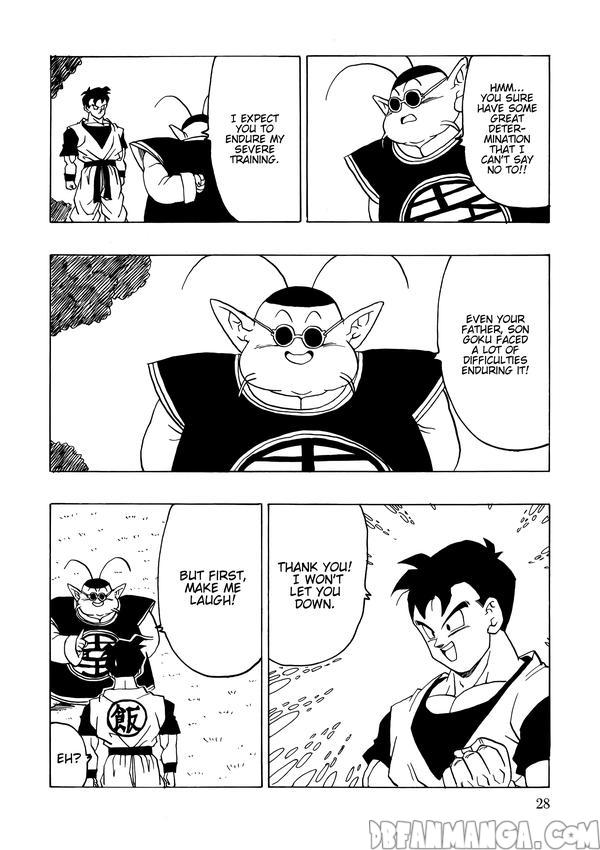 HMM...
YOU SURE
HAVE SOME
GREAT
DETER-
MINATION
THAT I
CAN'T SAY
NO TO!!
I EXPECT
YOU TO
ENDURE MY
SEVERE
TRAINING.
EVEN YOUR
FATHER, SON
GOKU FACED
A LOT OF
DIFFICULTIES
ENDURING IT!
THANK YOU!
I WON'T
LET YOU
DOWN.
BUT FIRST,
MAKE ME
LAUGH!
飯
EH?
28
DBFANMANGA.COM